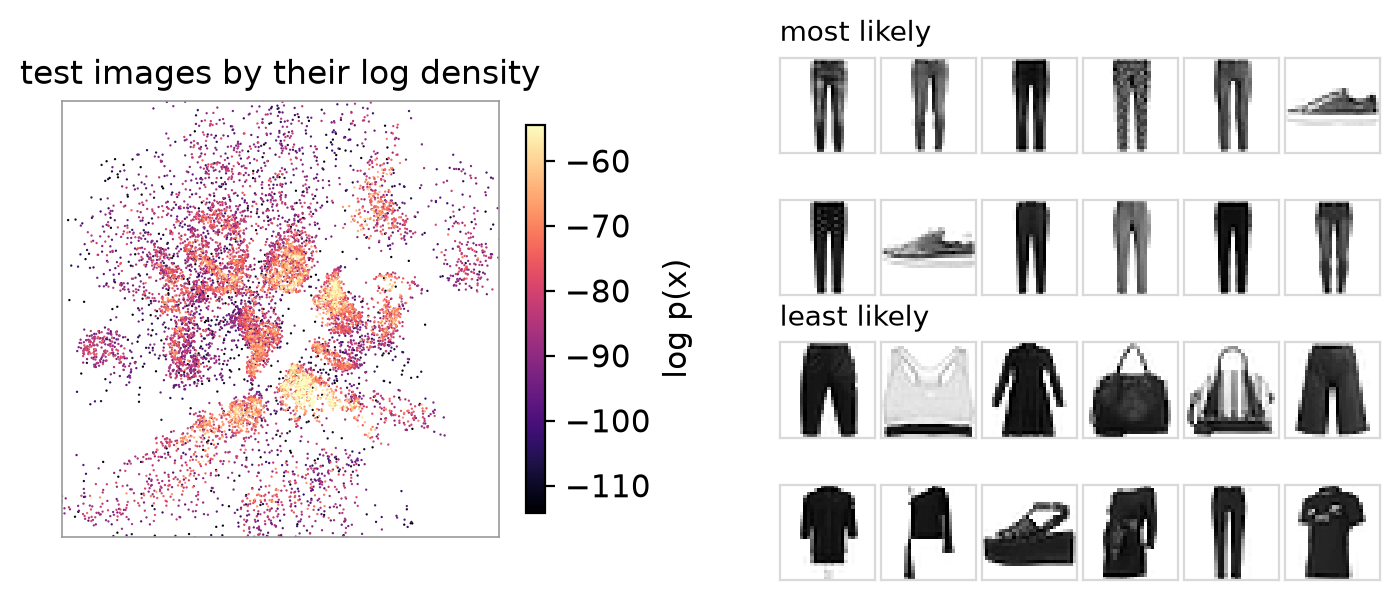 test images by their log density
−60
−70
−80
−90
−100
−110
log p(x)
most likely
least likely